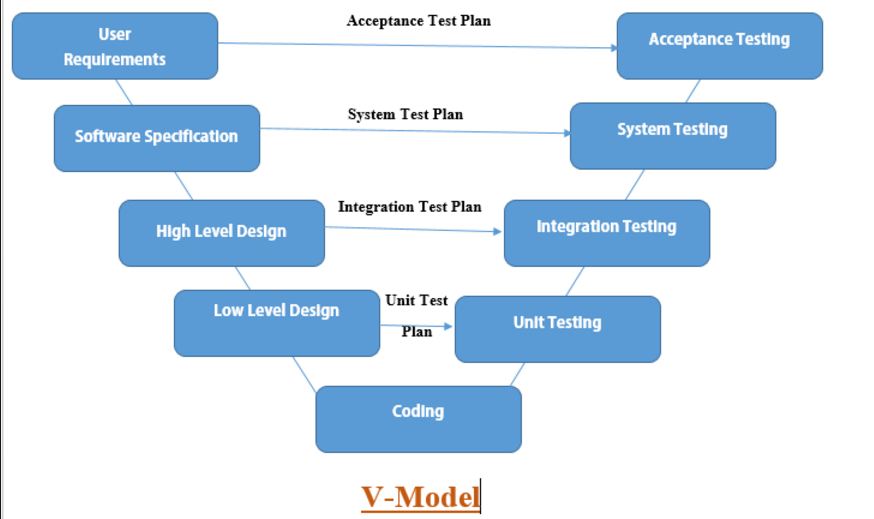 Acceptance Test Plan
User
Requirements
Acceptance Testing
System Test Plan
Software Specification
System Testing
Integration Test Plan
High Level Design
Integration Testing
Unit Test
Plan
Low Level Design
Unit Testing
Coding
V-Model